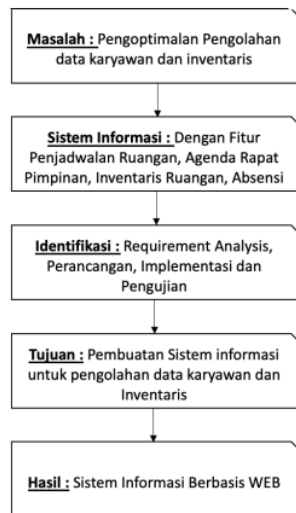 Masalah : Pengoptimalan Pengolahan
data karyawan dan inventaris
Sistem Informasi : Dengan Fitur
Penjadwalan Ruangan, Agenda Rapat
Pimpinan, Inventaris Ruangan, Absensi
Identifikasi : Requirement Analysis,
Perancangan, Implementasi dan
Pengujian
Tujuan : Pembuatan Sistem informasi
untuk pengolahan data karyawan dan
Inventaris
Hasil : Sistem Informasi Berbasis WEB